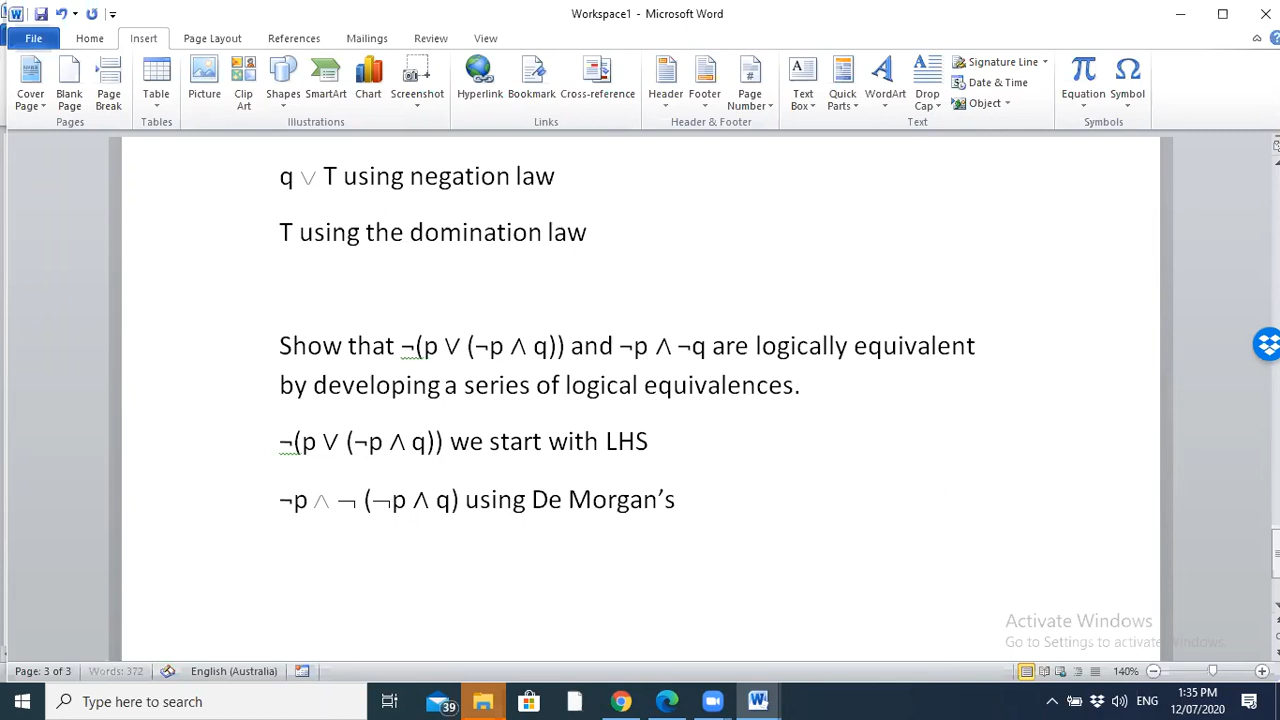 Workspace1 - Microsoft Word
File Home Insert Page Layout References Mailings Review View
Cover Page Blank Page Page Break Table Picture Clip Art Shapes SmartArt Chart Screenshot Hyperlink Bookmark Cross-reference Header Footer Page Number Text Box Quick Parts WordArt Drop Cap Signature Line Date & Time Object Equation Symbol
Pages Tables Illustrations Links Header & Footer Text Symbols
q ∨ T using negation law
T using the domination law
Show that ¬(p ∨ (¬p ∧ q)) and ¬p ∧ ¬q are logically equivalent
by developing a series of logical equivalences.
¬(p ∨ (¬p ∧ q)) we start with LHS
¬p ∧ ¬ (¬p ∧ q) using De Morgan’s
Activate Windows
Go to Settings to activate Windows.
Page: 3 of 3 Words: 372 English (Australia) 140%
Type here to search 39 ENG 1:35 PM
12/07/2020